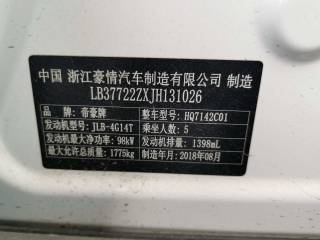 中国 浙江豪情汽车制造有限公司 制造
LB37722ZXJH131026
品牌：帝豪牌 整车型号：HQ7142C01
发动机型号：JLB-4G14T 乘坐人数：5
发动机最大净功率：98kW 发动机排量：1398mL
最大允许总质量：1775kg 制造年月：2018年08月